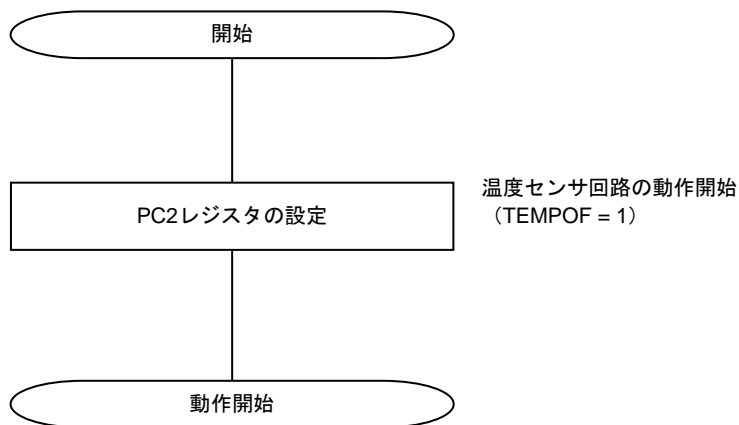 開始
PC2レジスタの設定
温度センサ回路の動作開始
（TEMPOF = 1）
動作開始